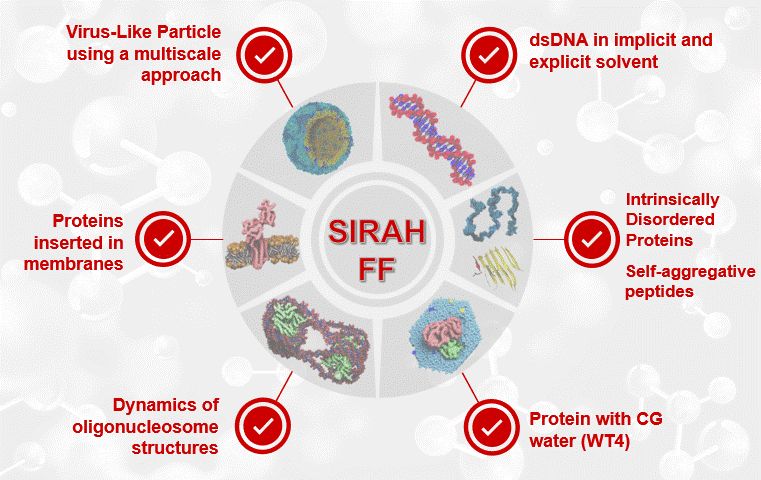 Virus-Like Particle
using a multiscale
approach
dsDNA in implicit and
explicit solvent
Proteins
inserted in
membranes
SIRAH
FF
Intrinsically
Disordered
Proteins
Self-aggregative
peptides
Dynamics of
oligonucleosome
structures
Protein with CG
water (WT4)